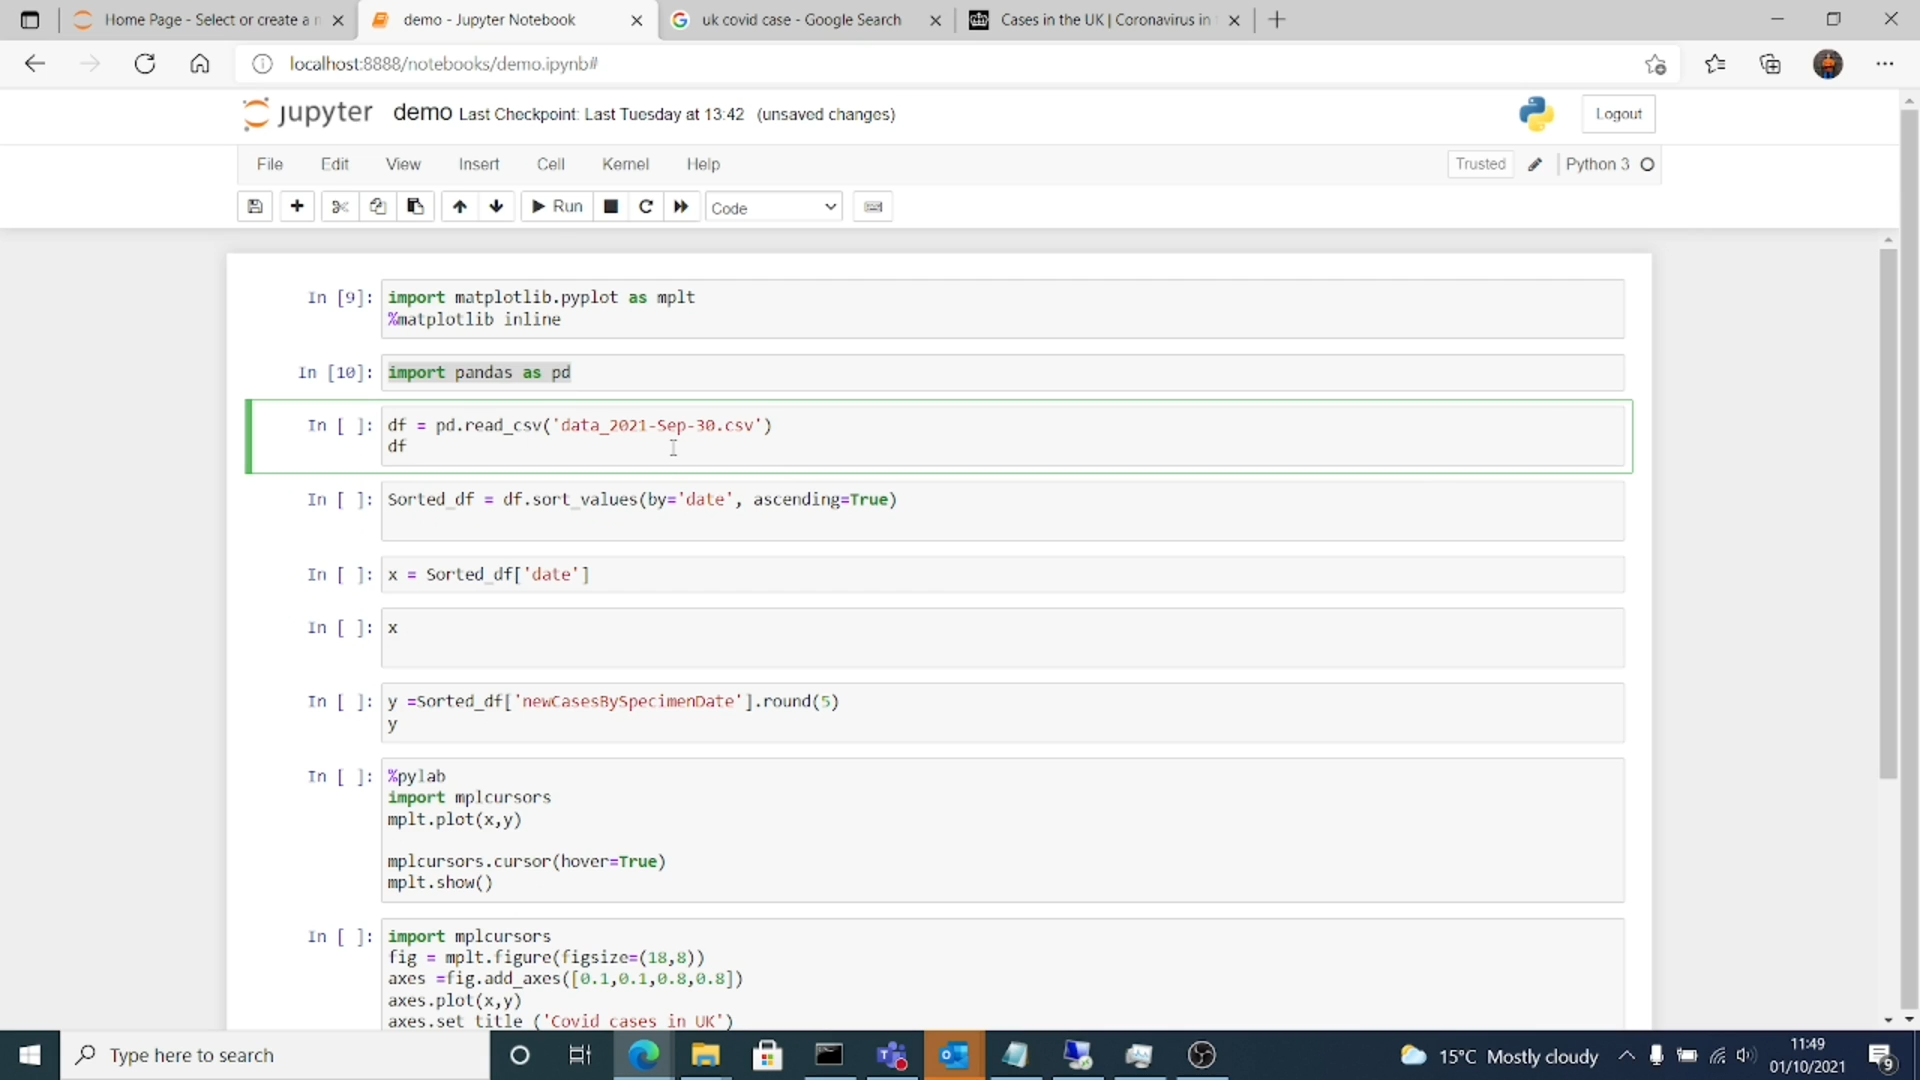 Home Page - Select or create a n
demo - Jupyter Notebook
uk covid case - Google Search
Cases in the UK | Coronavirus in
localhost:8888/notebooks/demo.ipynb#
jupyter demo Last Checkpoint: Last Tuesday at 13:42 (unsaved changes)
Logout
File Edit View Insert Cell Kernel Help
Trusted Python 3
Run Code
In [9]: import matplotlib.pyplot as mplt
%matplotlib inline
In [10]: import pandas as pd
In [ ]: df = pd.read_csv('data_2021-Sep-30.csv')
df
In [ ]: Sorted_df = df.sort_values(by='date', ascending=True)
In [ ]: x = Sorted_df['date']
In [ ]: x
In [ ]: y =Sorted_df['newCasesBySpecimenDate'].round(5)
y
In [ ]: %pylab
import mplcursors
mplt.plot(x,y)
mplcursors.cursor(hover=True)
mplt.show()
In [ ]: import mplcursors
fig = mplt.figure(figsize=(18,8))
axes =fig.add_axes([0.1,0.1,0.8,0.8])
axes.plot(x,y)
axes.set_title ('Covid cases in UK')
Type here to search
15°C Mostly cloudy
11:49
01/10/2021
9